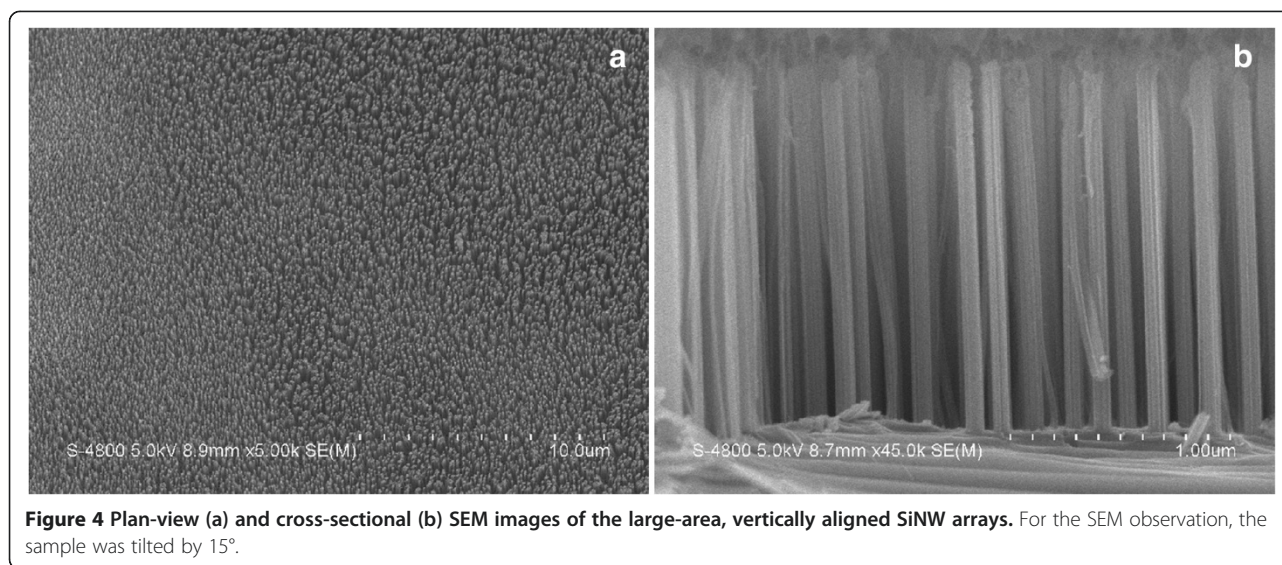 a
b
S-4800 5.0kV 8.9mm x5.00k SE(M)
10.0um
S-4800 5.0kV 8.7mm x45.0k SE(M)
1.00um
Figure 4 Plan-view (a) and cross-sectional (b) SEM images of the large-area, vertically aligned SiNW arrays. For the SEM observation, the
sample was tilted by 15°.